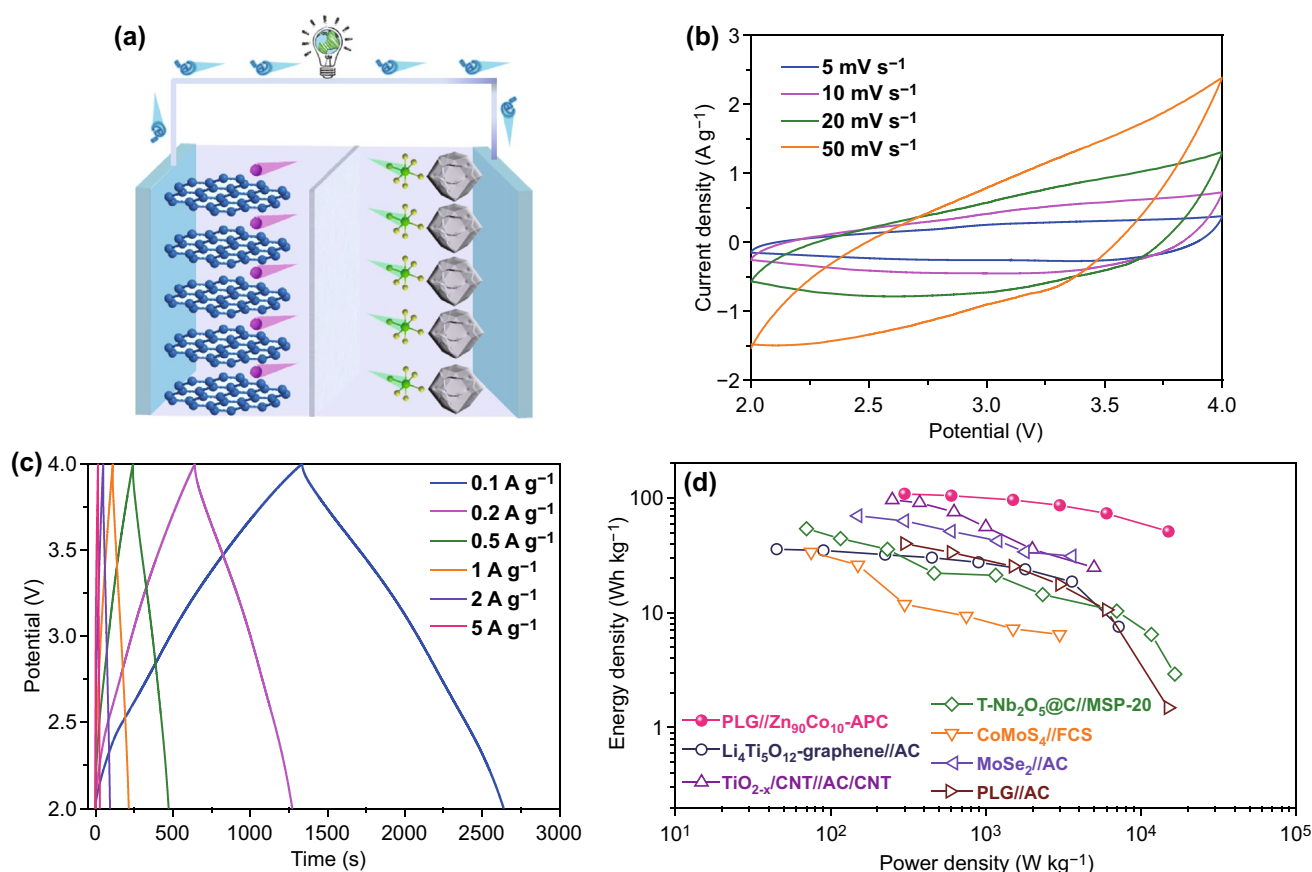 (a)
(b)
5 mV s⁻¹
10 mV s⁻¹
20 mV s⁻¹
50 mV s⁻¹
3
2
1
0
−1
−2
Current density (A g⁻¹)
2.0 2.5 3.0 3.5 4.0
Potential (V)
(c)
0.1 A g⁻¹
0.2 A g⁻¹
0.5 A g⁻¹
1 A g⁻¹
2 A g⁻¹
5 A g⁻¹
4.0
3.5
3.0
2.5
2.0
Potential (V)
0 500 1000 1500 2000 2500 3000
Time (s)
(d)
100
10
1
Energy density (Wh kg⁻¹)
PLG//Zn₉₀Co₁₀-APC
Li₄Ti₅O₁₂-graphene//AC
TiO₂₋ₓ/CNT//AC/CNT
T-Nb₂O₅@C//MSP-20
CoMoS₄//FCS
MoSe₂//AC
PLG//AC
10¹ 10² 10³ 10⁴ 10⁵
Power density (W kg⁻¹)